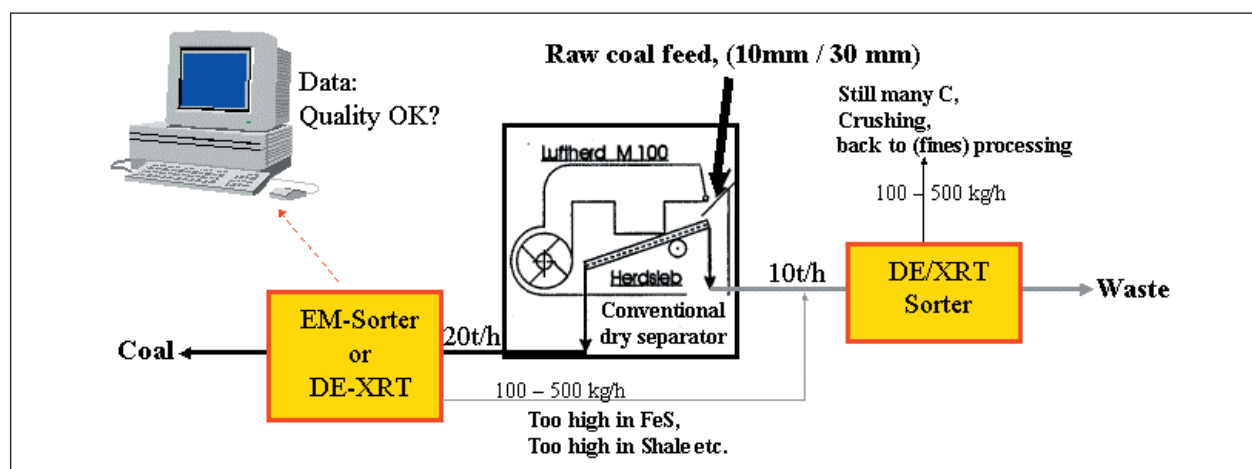 Raw coal feed, (10mm / 30 mm)
Data:
Quality OK?
Still many C,
Crushing,
back to (fines) processing
Luftherd M 100
100 – 500 kg/h
Herdsieb
10t/h
DE/XRT
Sorter
Waste
Conventional
dry separator
EM-Sorter
or
DE-XRT
20t/h
Coal
100 – 500 kg/h
Too high in FeS,
Too high in Shale etc.